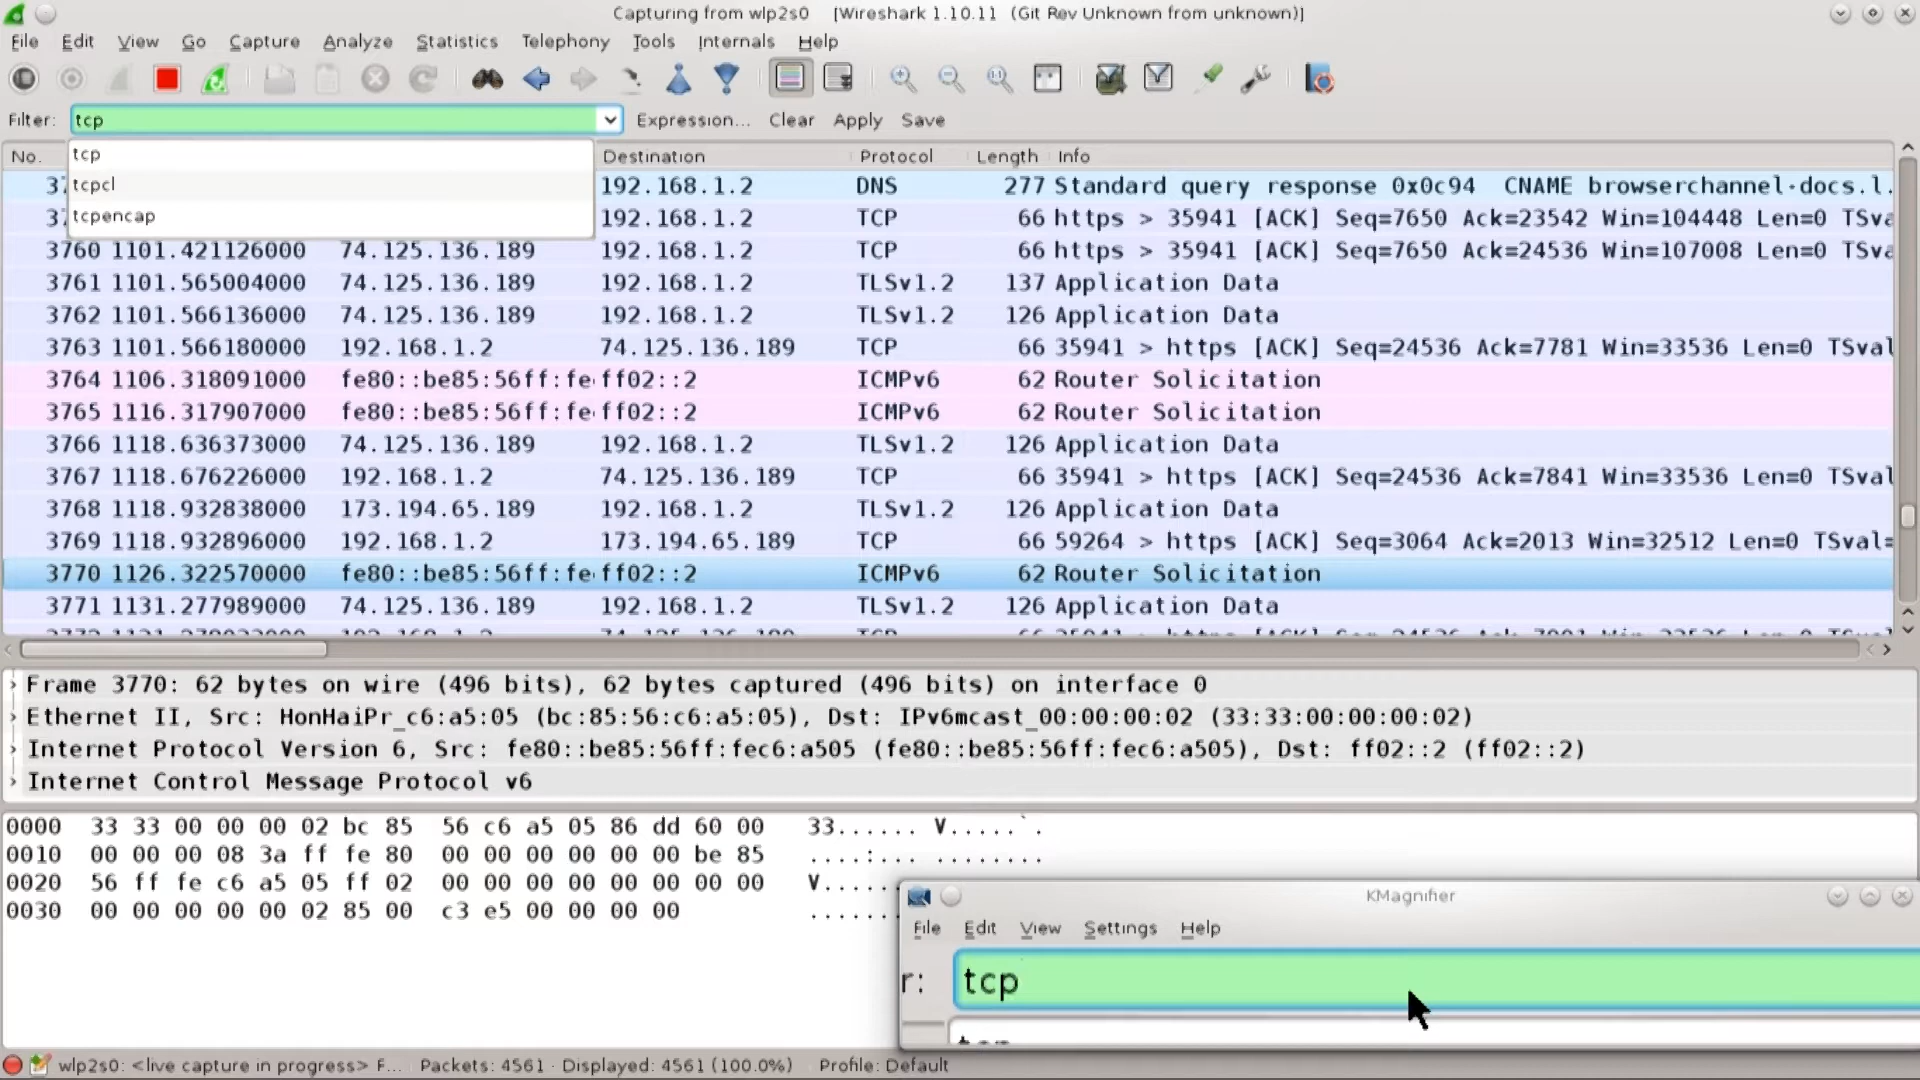 Capturing from wlp2s0 [Wireshark 1.10.11 (Git Rev Unknown from unknown)]
File Edit View Go Capture Analyze Statistics Telephony Tools Internals Help
Filter: tcp Expression... Clear Apply Save
tcp
tcpcl
tcpencap
No. Destination Protocol Length Info
192.168.1.2 DNS 277 Standard query response 0x0c94 CNAME browserchannel-docs.l.
192.168.1.2 TCP 66 https > 35941 [ACK] Seq=7650 Ack=23542 Win=104448 Len=0 TSva
3760 1101.421126000 74.125.136.189 192.168.1.2 TCP 66 https > 35941 [ACK] Seq=7650 Ack=24536 Win=107008 Len=0 TSva
3761 1101.565004000 74.125.136.189 192.168.1.2 TLSv1.2 137 Application Data
3762 1101.566136000 74.125.136.189 192.168.1.2 TLSv1.2 126 Application Data
3763 1101.566180000 192.168.1.2 74.125.136.189 TCP 66 35941 > https [ACK] Seq=24536 Ack=7781 Win=33536 Len=0 TSval
3764 1106.318091000 fe80::be85:56ff:fe ff02::2 ICMPv6 62 Router Solicitation
3765 1116.317907000 fe80::be85:56ff:fe ff02::2 ICMPv6 62 Router Solicitation
3766 1118.636373000 74.125.136.189 192.168.1.2 TLSv1.2 126 Application Data
3767 1118.676226000 192.168.1.2 74.125.136.189 TCP 66 35941 > https [ACK] Seq=24536 Ack=7841 Win=33536 Len=0 TSval
3768 1118.932838000 173.194.65.189 192.168.1.2 TLSv1.2 126 Application Data
3769 1118.932896000 192.168.1.2 173.194.65.189 TCP 66 59264 > https [ACK] Seq=3064 Ack=2013 Win=32512 Len=0 TSval=
3770 1126.322570000 fe80::be85:56ff:fe ff02::2 ICMPv6 62 Router Solicitation
3771 1131.277989000 74.125.136.189 192.168.1.2 TLSv1.2 126 Application Data
Frame 3770: 62 bytes on wire (496 bits), 62 bytes captured (496 bits) on interface 0
Ethernet II, Src: HonHaiPr_c6:a5:05 (bc:85:56:c6:a5:05), Dst: IPv6mcast_00:00:00:02 (33:33:00:00:00:02)
Internet Protocol Version 6, Src: fe80::be85:56ff:fec6:a505 (fe80::be85:56ff:fec6:a505), Dst: ff02::2 (ff02::2)
Internet Control Message Protocol v6
0000 33 33 00 00 00 02 bc 85 56 c6 a5 05 86 dd 60 00 33...... V.....`.
0010 00 00 00 08 3a ff fe 80 00 00 00 00 00 00 be 85 ....:... ........
0020 56 ff fe c6 a5 05 ff 02 00 00 00 00 00 00 00 00 V.....
0030 00 00 00 00 00 02 85 00 c3 e5 00 00 00 00 .......
KMagnifier
File Edit View Settings Help
r: tcp
wlp2s0: <live capture in progress> F... Packets: 4561 · Displayed: 4561 (100.0%) Profile: Default